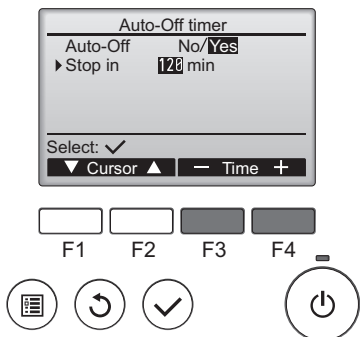 Auto-Off timer
Auto-Off No/Yes
Stop in 120 min
Select:
Cursor − Time +
F1 F2 F3 F4